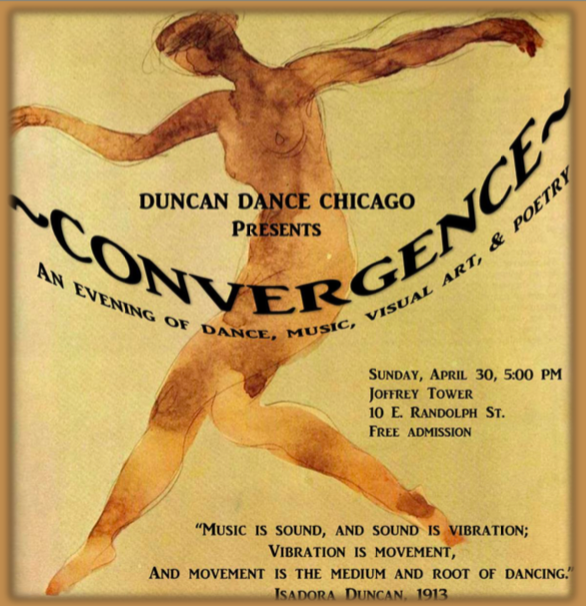 DUNCAN DANCE CHICAGO
PRESENTS
~CONVERGENCE~
AN EVENING OF DANCE, MUSIC, VISUAL ART, & POETRY
SUNDAY, APRIL 30, 5:00 PM
JOFFREY TOWER
10 E. RANDOLPH ST.
FREE ADMISSION
"MUSIC IS SOUND, AND SOUND IS VIBRATION;
VIBRATION IS MOVEMENT,
AND MOVEMENT IS THE MEDIUM AND ROOT OF DANCING."
ISADORA DUNCAN, 1913